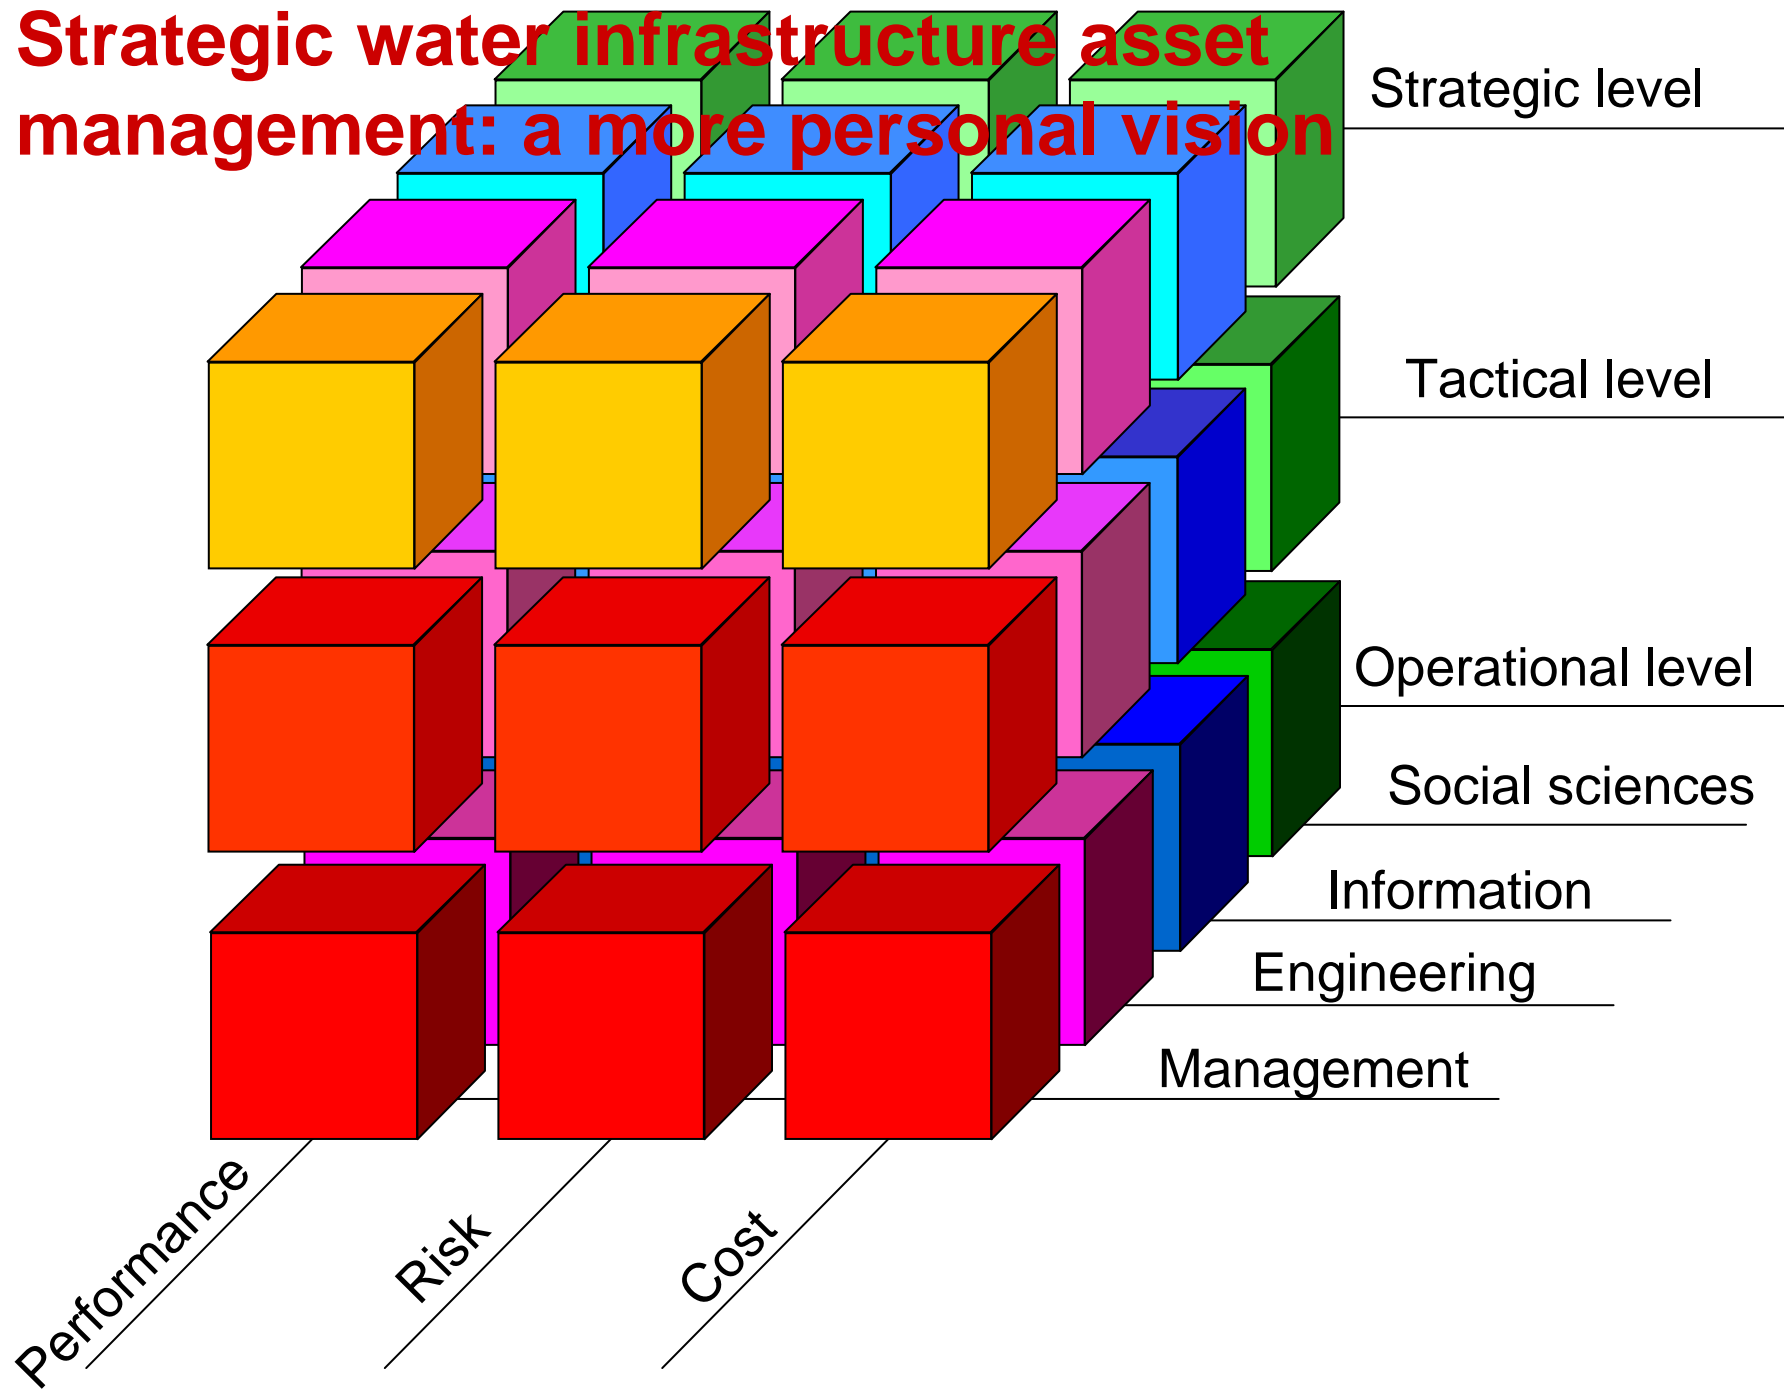 Strategic water infrastructure asset
management: a more personal vision
Strategic level
Tactical level
Operational level
Social sciences
Information
Engineering
Management
Performance
Risk
Cost